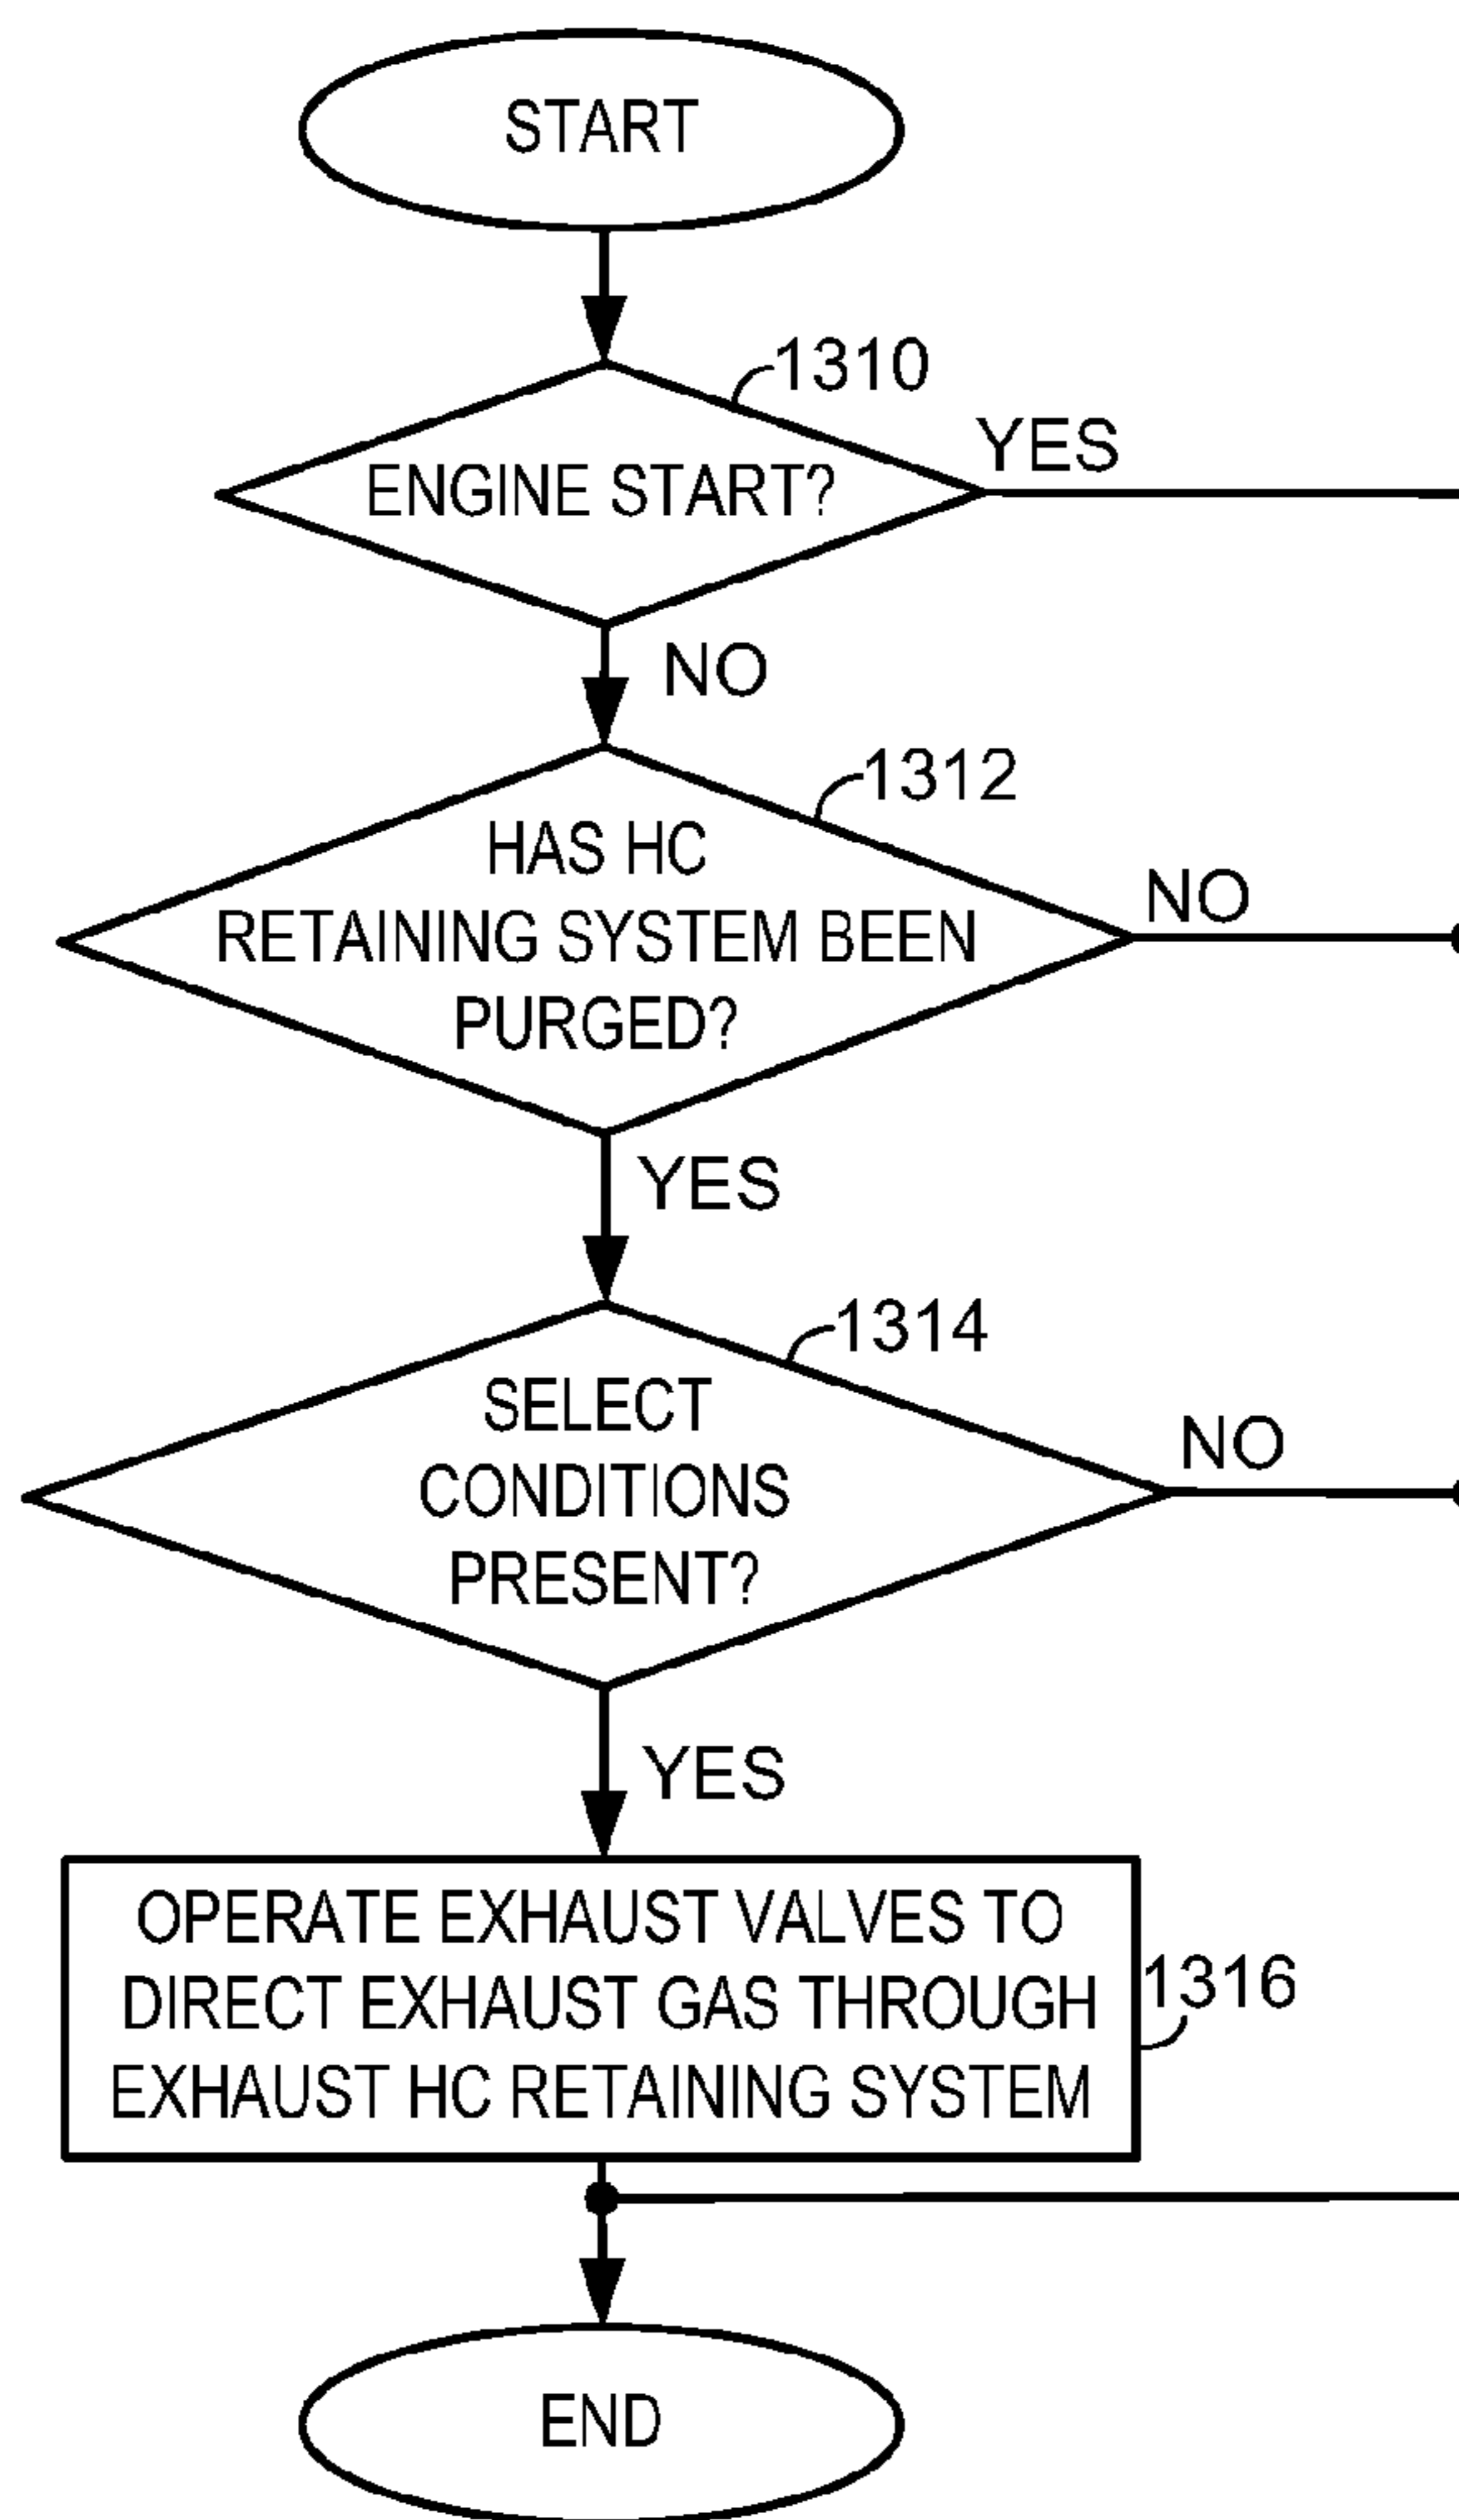 START
1310
YES
ENGINE START?
NO
1312
HAS HC
RETAINING SYSTEM BEEN
PURGED?
NO
YES
1314
SELECT
CONDITIONS
PRESENT?
NO
YES
OPERATE EXHAUST VALVES TO
DIRECT EXHAUST GAS THROUGH
EXHAUST HC RETAINING SYSTEM
1316
END